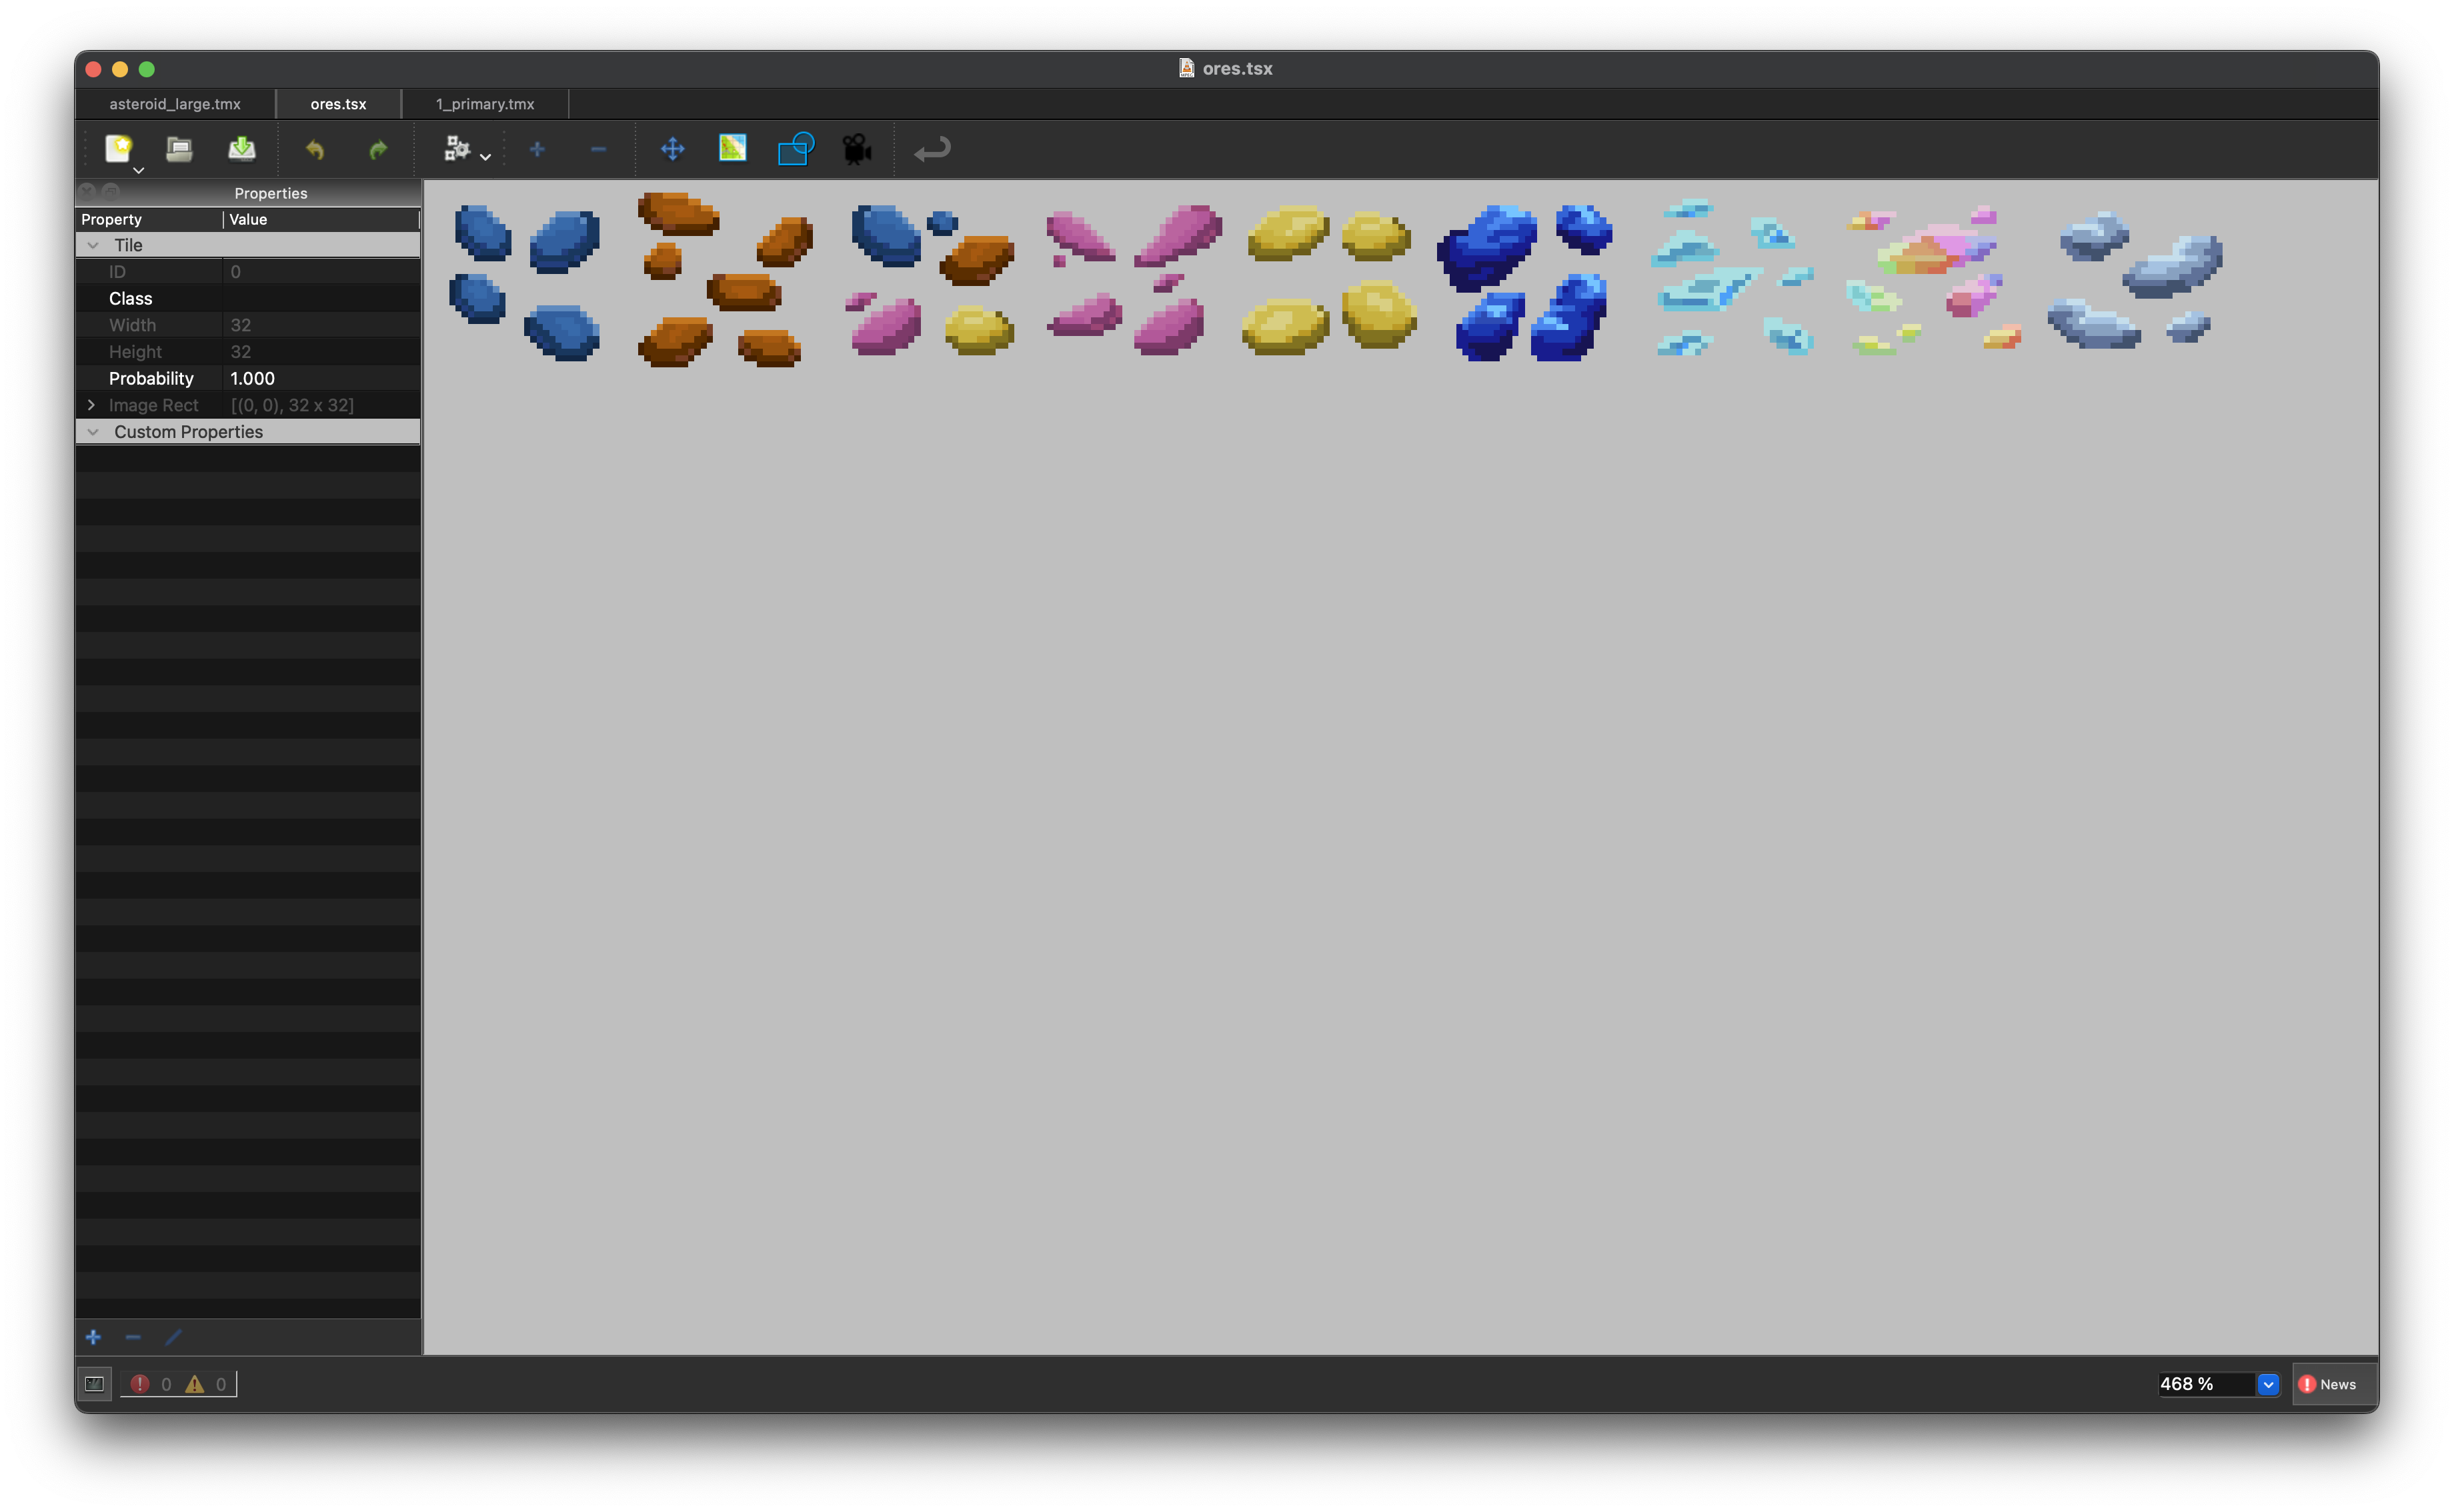 ores.tsx
asteroid_large.tmx ores.tsx 1_primary.tmx
Properties
Property Value
Tile
ID 0
Class
Width 32
Height 32
Probability 1.000
Image Rect [(0, 0), 32 x 32]
Custom Properties
0 0 468 % News